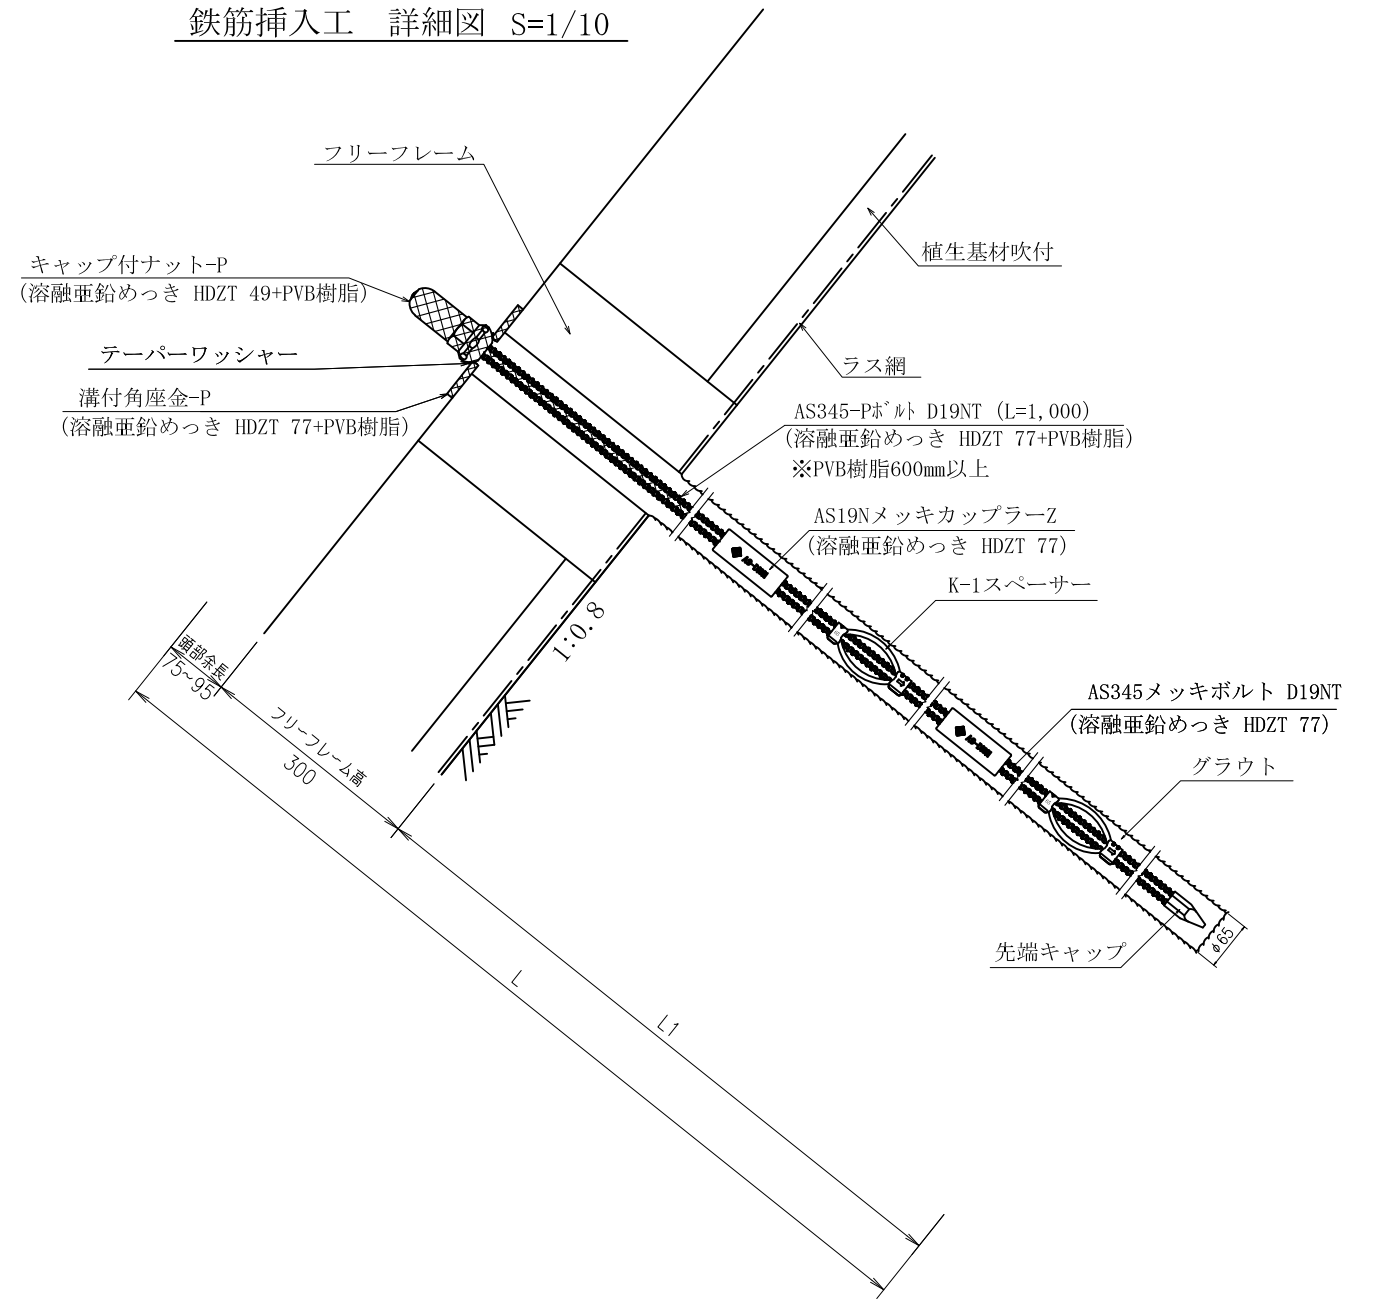 鉄筋挿入工　詳細図 S=1/10
フリーフレーム
植生基材吹付
キャップ付ナット-P
(溶融亜鉛めっき HDZT 49+PVB樹脂)
テーパーワッシャー
ラス網
溝付角座金-P
(溶融亜鉛めっき HDZT 77+PVB樹脂)
AS345-Pﾎﾞﾙﾄ D19NT (L=1,000)
(溶融亜鉛めっき HDZT 77+PVB樹脂)
※PVB樹脂600mm以上
AS19NメッキカップラーZ
(溶融亜鉛めっき HDZT 77)
K-1スペーサー
1:0.8
頭部余長
75~95
AS345メッキボルト D19NT
(溶融亜鉛めっき HDZT 77)
フリーフレーム高
300
グラウト
先端キャップ
φ65
L
L1